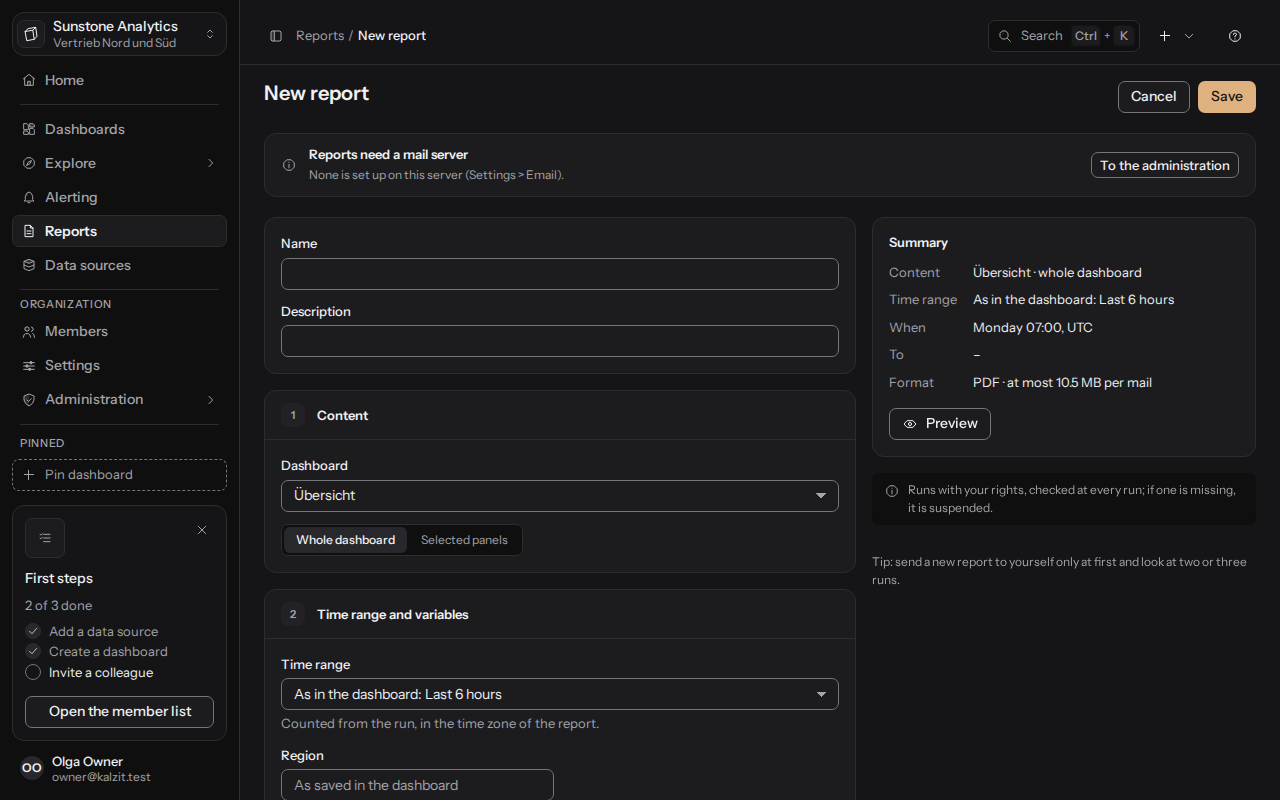 Sunstone Analytics
Vertrieb Nord und Süd
Home
Dashboards
Explore
Alerting
Reports
Data sources
ORGANIZATION
Members
Settings
Administration
PINNED
Pin dashboard
First steps
2 of 3 done
Add a data source
Create a dashboard
Invite a colleague
Open the member list
OO
Olga Owner
owner@kalzit.test
Reports / New report
Search Ctrl + K
New report
Cancel
Save
Reports need a mail server
None is set up on this server (Settings > Email).
To the administration
Name
Description
1 Content
Dashboard
Übersicht
Whole dashboard
Selected panels
2 Time range and variables
Time range
As in the dashboard: Last 6 hours
Counted from the run, in the time zone of the report.
Region
As saved in the dashboard
Summary
Content Übersicht · whole dashboard
Time range As in the dashboard: Last 6 hours
When Monday 07:00, UTC
To –
Format PDF · at most 10.5 MB per mail
Preview
Runs with your rights, checked at every run; if one is missing,
it is suspended.
Tip: send a new report to yourself only at first and look at two or three
runs.